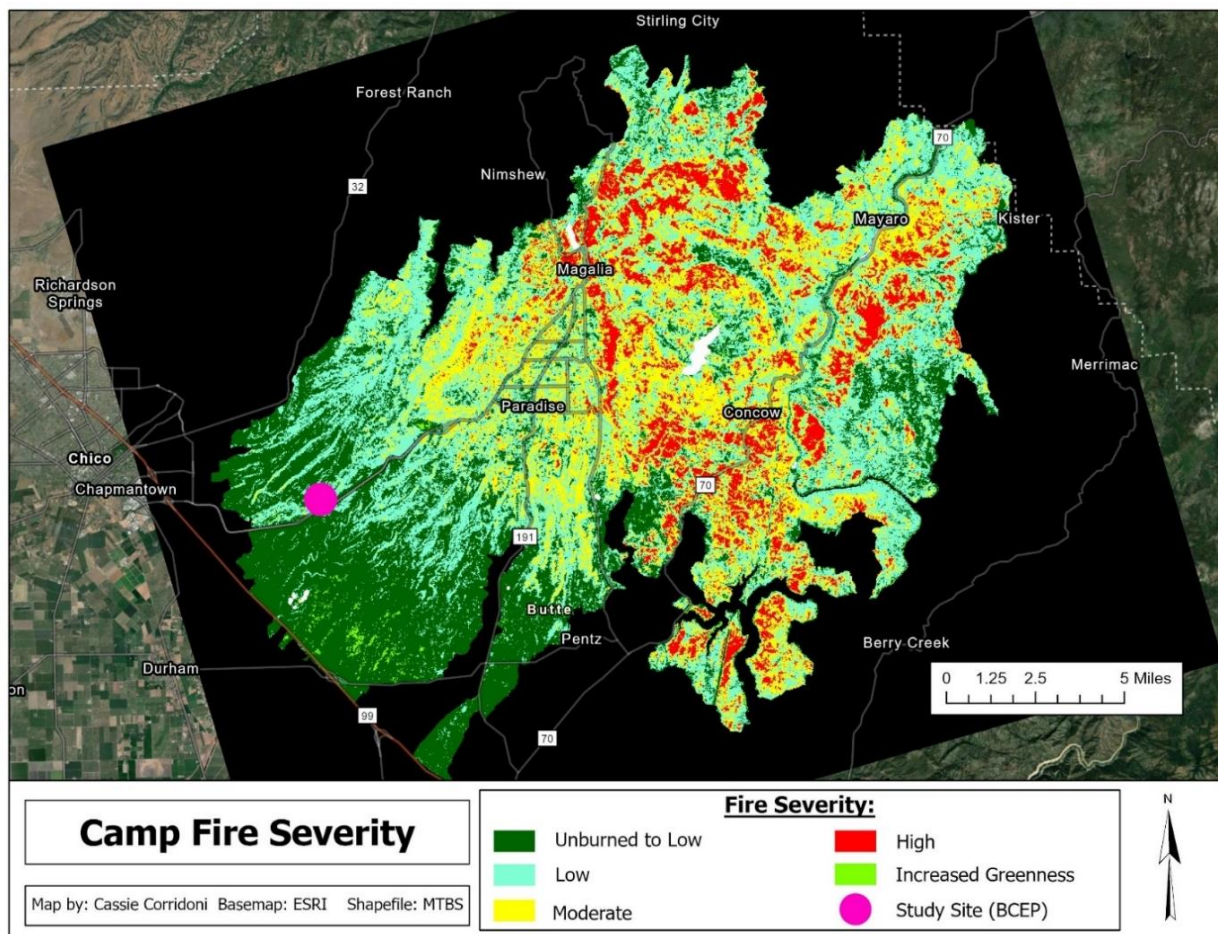 Stirling City
Forest Ranch
70
32
Nimshew
Mayaro
Kister
Magalia
Richardson
Springs
Merrimac
Paradise
Concow
Chico
Chapmantown
70
191
Butte
Pentz
Berry Creek
Durham
on
0 1.25 2.5 5 Miles
99
70
Camp Fire Severity
Map by: Cassie Corridoni Basemap: ESRI Shapefile: MTBS
Fire Severity:
Unburned to Low
Low
Moderate
High
Increased Greenness
Study Site (BCEP)
N